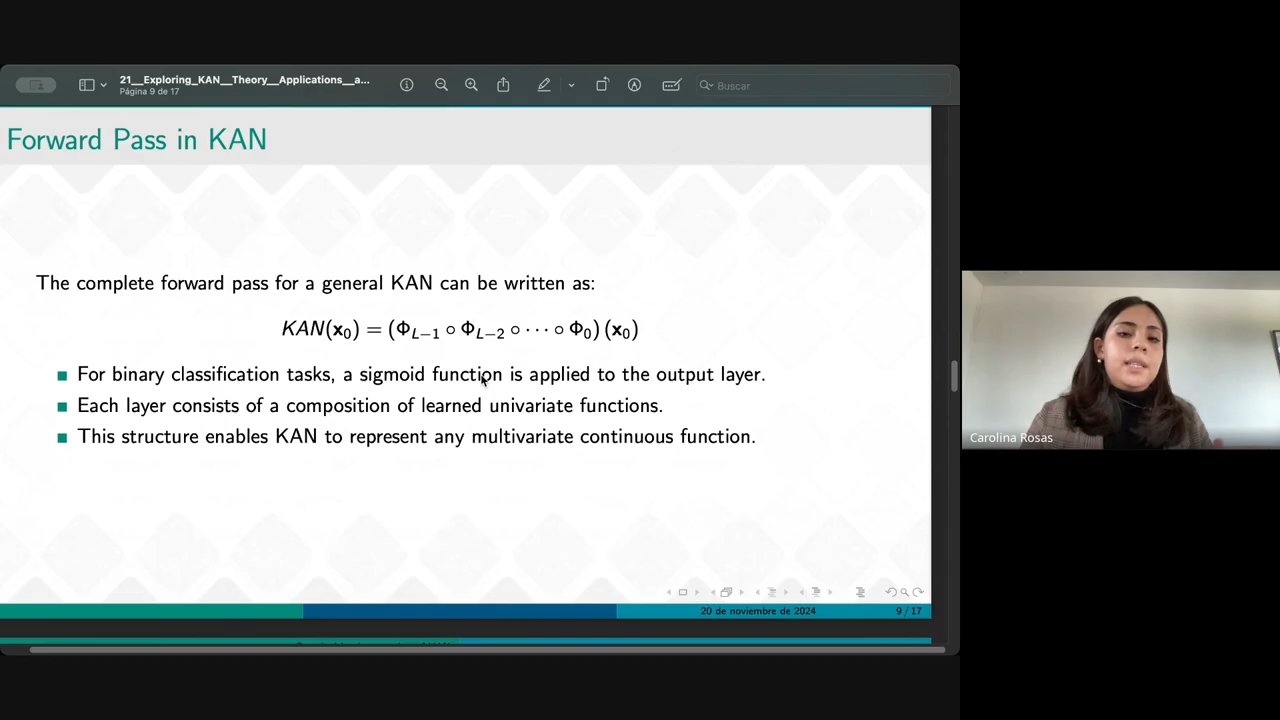 21__Exploring_KAN__Theory__Applications__a...
Página 9 de 17
Buscar
Forward Pass in KAN
The complete forward pass for a general KAN can be written as:
KAN(x₀) = (Φ_{L−1} ∘ Φ_{L−2} ∘ ⋯ ∘ Φ₀) (x₀)
For binary classification tasks, a sigmoid function is applied to the output layer.
Each layer consists of a composition of learned univariate functions.
This structure enables KAN to represent any multivariate continuous function.
20 de noviembre de 2024
9 / 17
Carolina Rosas